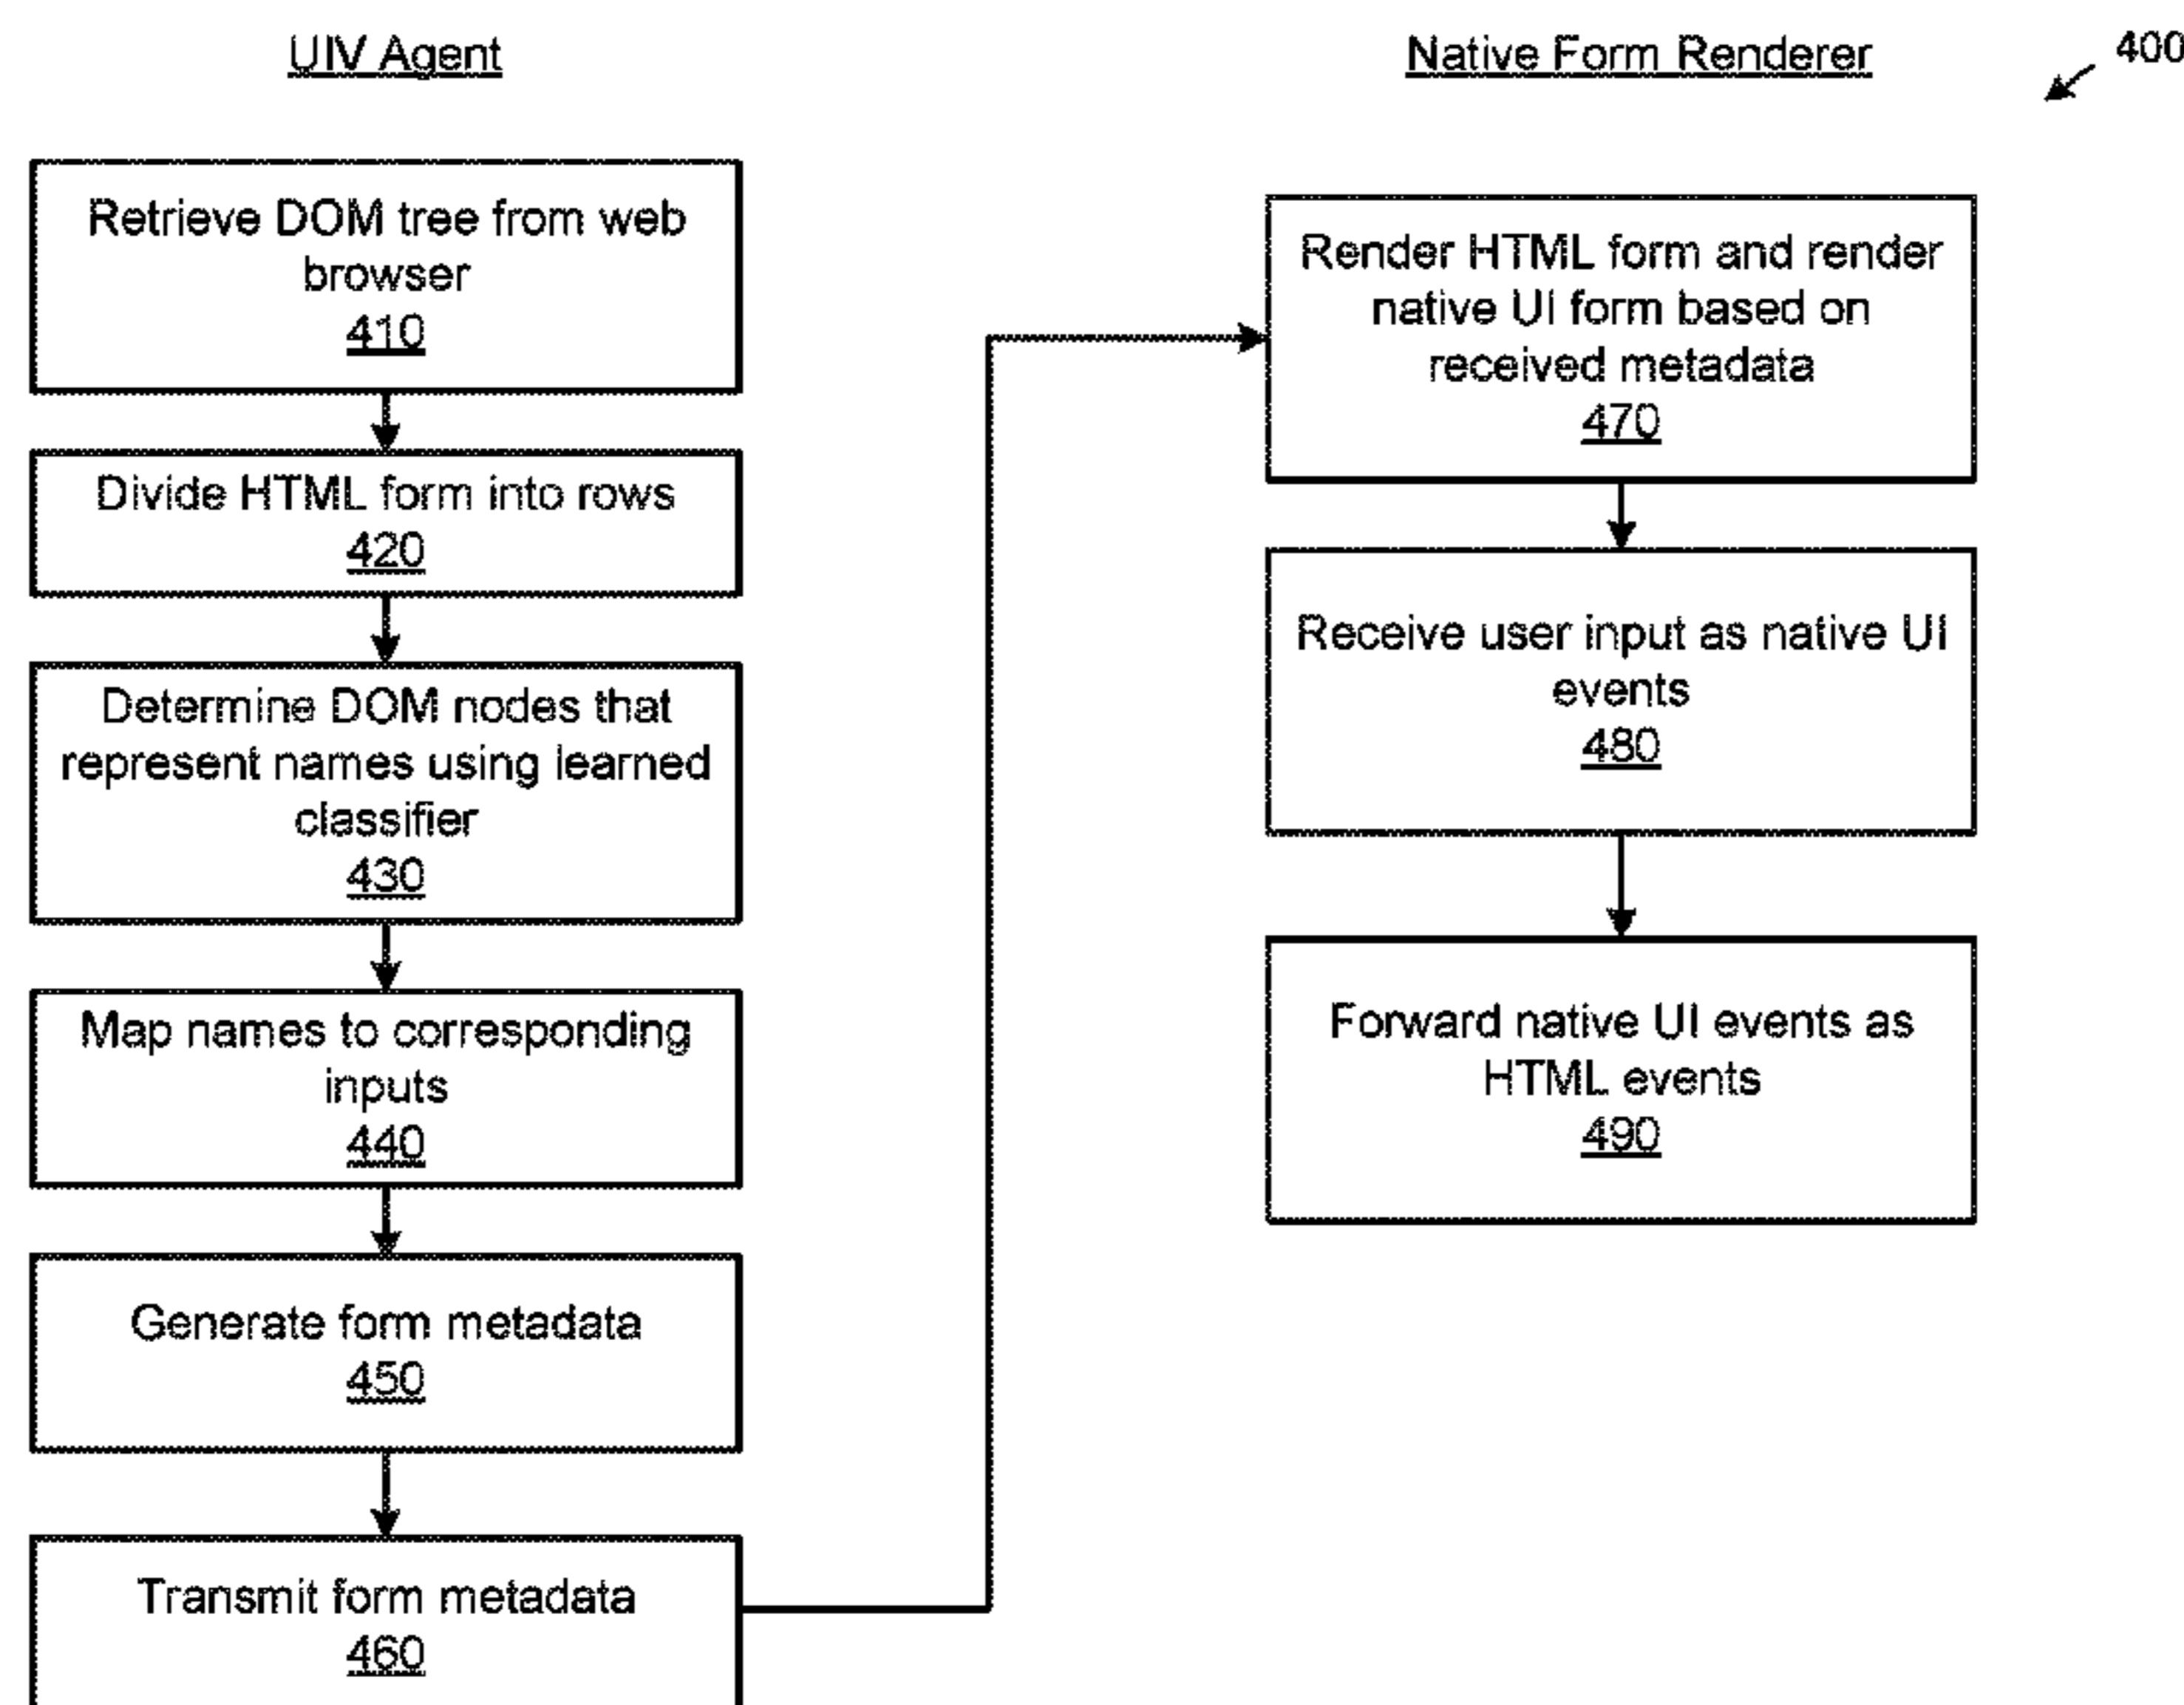 UIV Agent
Retrieve DOM tree from web
browser
410
Divide HTML form into rows
420
Determine DOM nodes that
represent names using learned
classifier
430
Map names to corresponding
inputs
440
Generate form metadata
450
Transmit form metadata
460
Native Form Renderer
400
Render HTML form and render
native UI form based on
received metadata
470
Receive user input as native UI
events
480
Forward native UI events as
HTML events
490